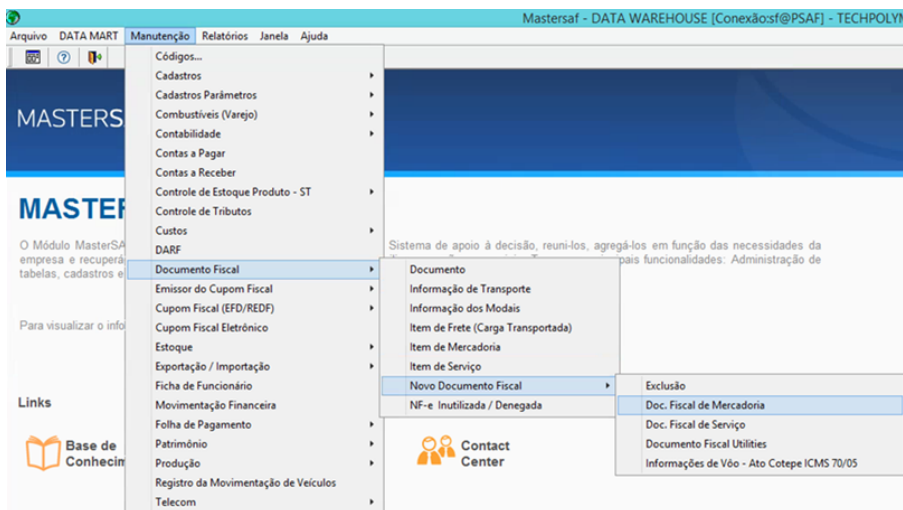 Mastersaf - DATA WAREHOUSE [Conexão:sf@PSAF] - TECHPOLYM
Arquivo DATA MART Manutenção Relatórios Janela Ajuda
MASTERS
MASTER
O Módulo MasterSA
empresa e recuperá
tabelas, cadastros e
Para visualizar o info
Links
Base de
Conhecim
Códigos...
Cadastros
Cadastros Parâmetros
Combustíveis (Varejo)
Contabilidade
Contas a Pagar
Contas a Receber
Controle de Estoque Produto - ST
Controle de Tributos
Custos
DARF
Documento Fiscal
Emissor do Cupom Fiscal
Cupom Fiscal (EFD/REDF)
Cupom Fiscal Eletrônico
Estoque
Exportação / Importação
Ficha de Funcionário
Movimentação Financeira
Folha de Pagamento
Patrimônio
Produção
Registro da Movimentação de Veículos
Telecom
Sistema de apoio à decisão, reuni-los, agregá-los em função das necessidades da
funcionalidades: Administração de
Documento
Informação de Transporte
Informação dos Modais
Item de Frete (Carga Transportada)
Item de Mercadoria
Item de Serviço
Novo Documento Fiscal
NF-e Inutilizada / Denegada
Exclusão
Doc. Fiscal de Mercadoria
Doc. Fiscal de Serviço
Documento Fiscal Utilities
Informações de Vôo - Ato Cotepe ICMS 70/05
Contact
Center